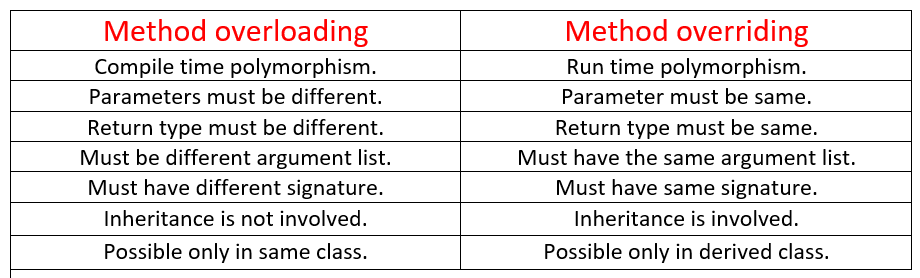 Method overloading Method overriding
Compile time polymorphism. Run time polymorphism.
Parameters must be different. Parameter must be same.
Return type must be different. Return type must be same.
Must be different argument list. Must have the same argument list.
Must have different signature. Must have same signature.
Inheritance is not involved. Inheritance is involved.
Possible only in same class. Possible only in derived class.